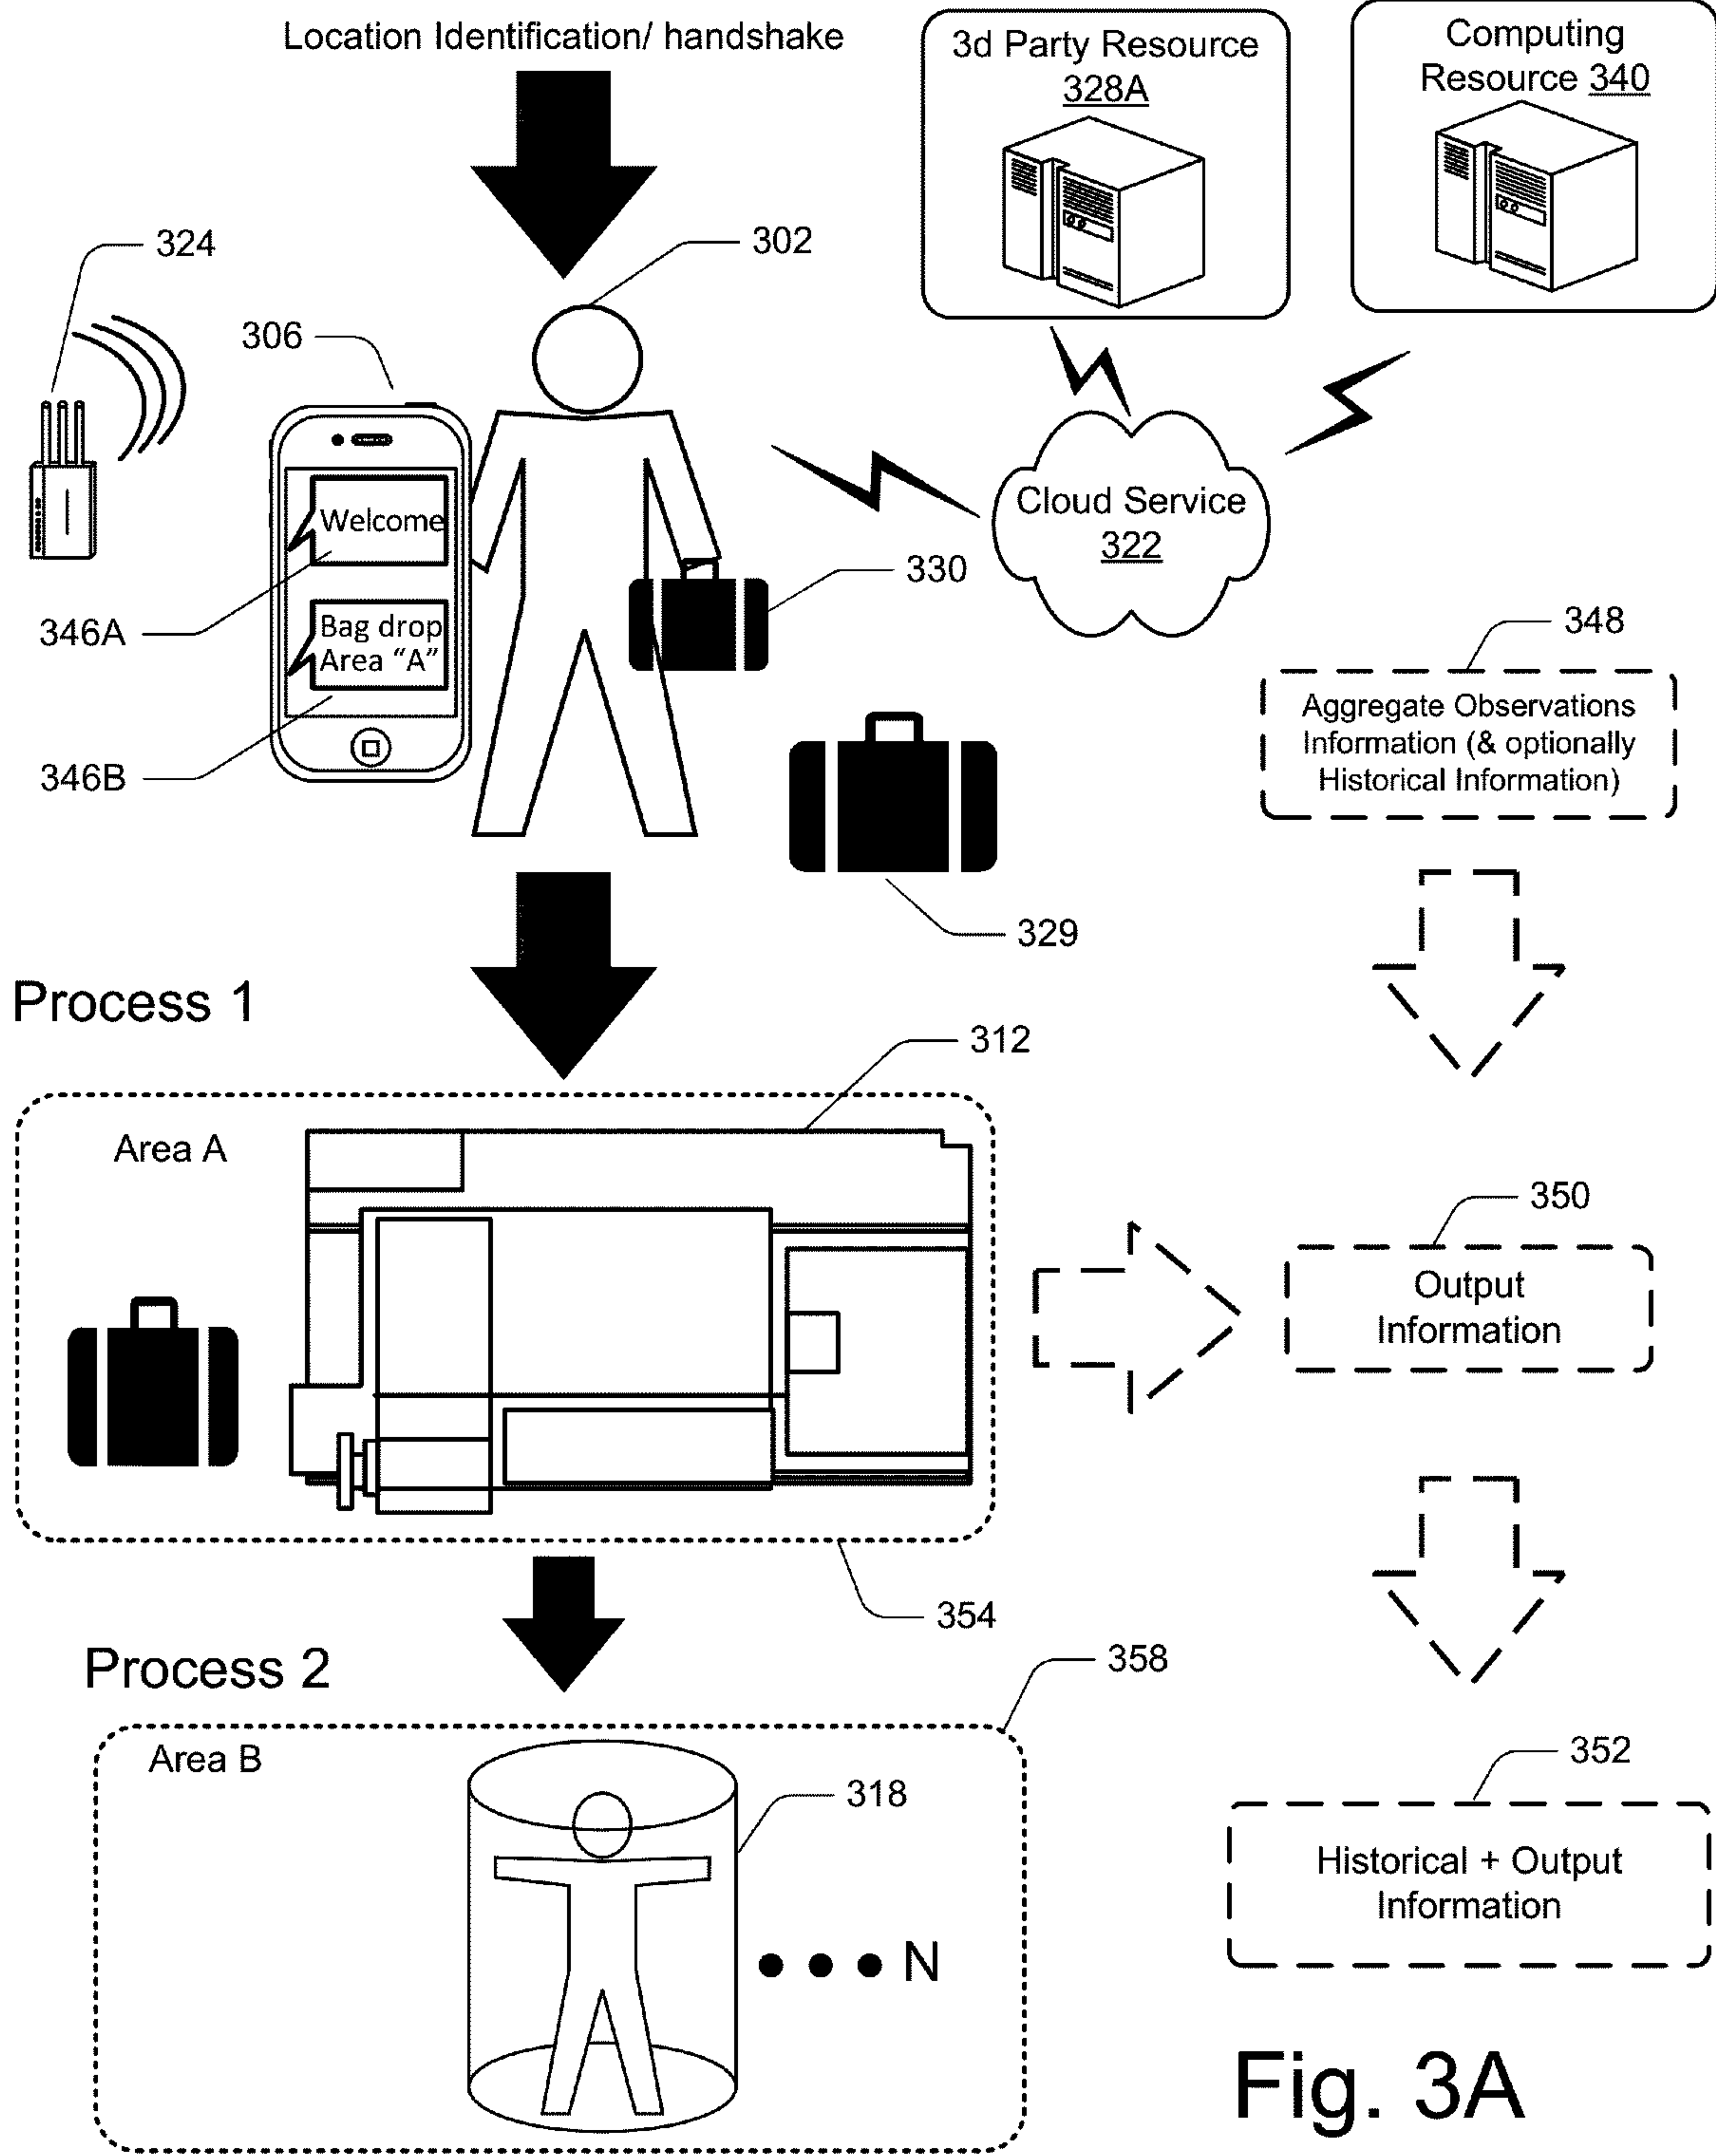 Location Identification/ handshake
3d Party Resource
328A
Computing
Resource 340
324
302
306
Welcome
Cloud Service
322
330
346A
Bag drop
Area “A”
348
346B
Aggregate Observations
Information (& optionally
Historical Information)
329
Process 1
312
Area A
350
Output
Information
354
Process 2
358
Area B
352
318
Historical + Output
Information
N
Fig. 3A